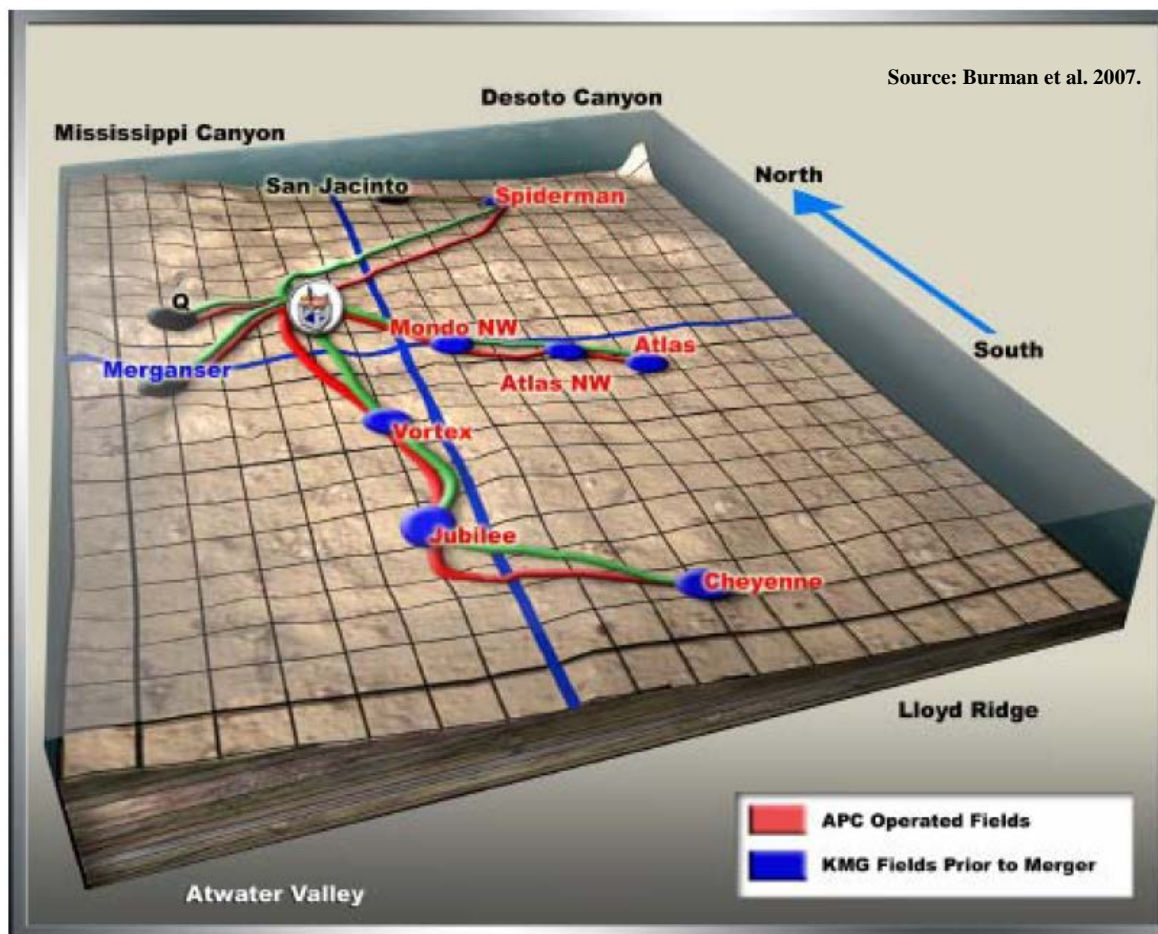 Source: Burman et al. 2007.
Desoto Canyon
Mississippi Canyon
North
San Jacinto
Spiderman
Q
Mondo NW
Atlas
South
Merganser
Atlas NW
Vortex
Jubilee
Cheyenne
Lloyd Ridge
APC Operated Fields
KMG Fields Prior to Merger
Atwater Valley